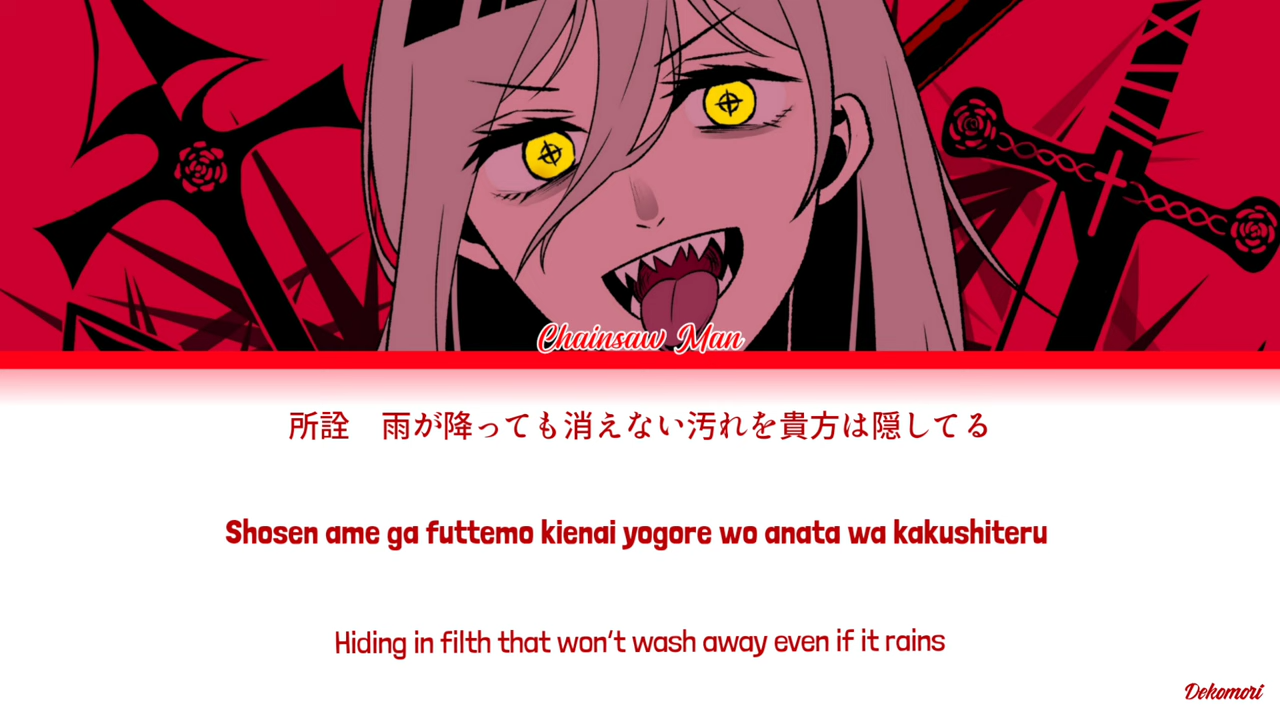 Chainsaw Man
所詮　雨が降っても消えない汚れを貴方は隠してる
Shosen ame ga futtemo kienai yogore wo anata wa kakushiteru
Hiding in filth that won't wash away even if it rains
Dekomori